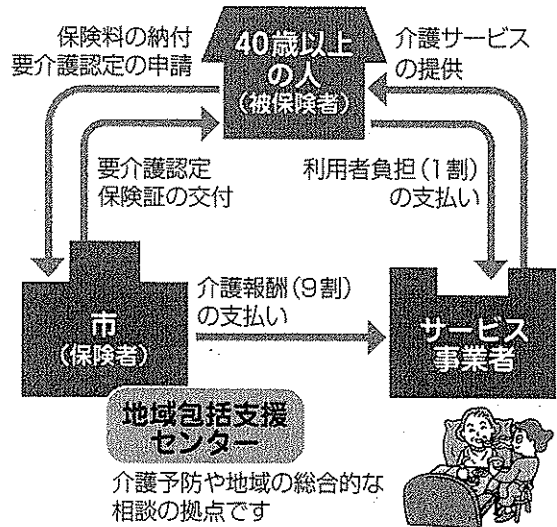 保険料の納付
要介護認定の申請
40歳以上
の人
(被保険者)
介護サービス
の提供
要介護認定
保険証の交付
利用者負担(1割)
の支払い
市
(保険者)
介護報酬(9割)
の支払い
サービス
事業者
地域包括支援
センター
介護予防や地域の総合的な
相談の拠点です